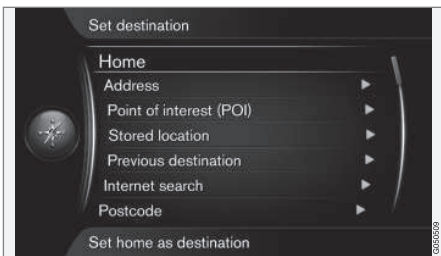 Set destination
Home
Address
Point of interest (POI)
Stored location
Previous destination
Internet search
Postcode
Set home as destination
G050509